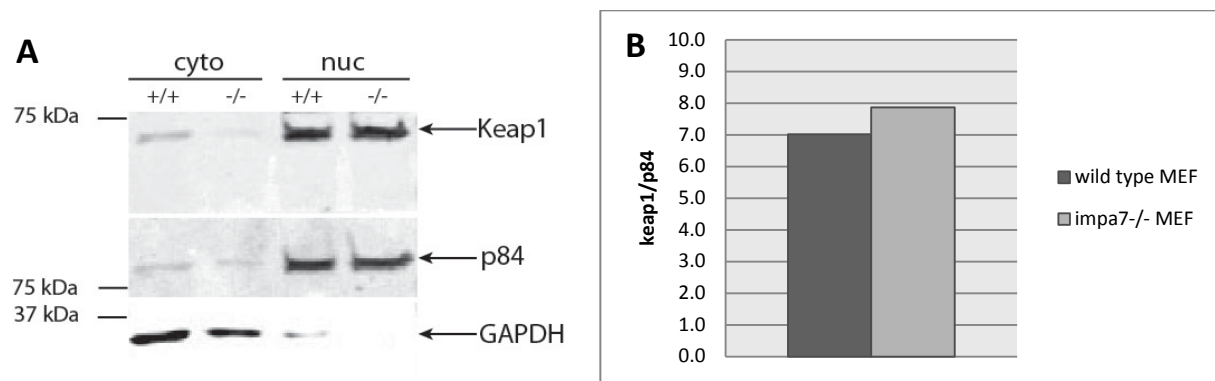 A
cyto nuc
+/+ -/- +/+ -/-
75 kDa
Keap1
p84
75 kDa
37 kDa
GAPDH
B
keap1/p84
10.0
9.0
8.0
7.0
6.0
5.0
4.0
3.0
2.0
1.0
0.0
wild type MEF
impa7-/- MEF